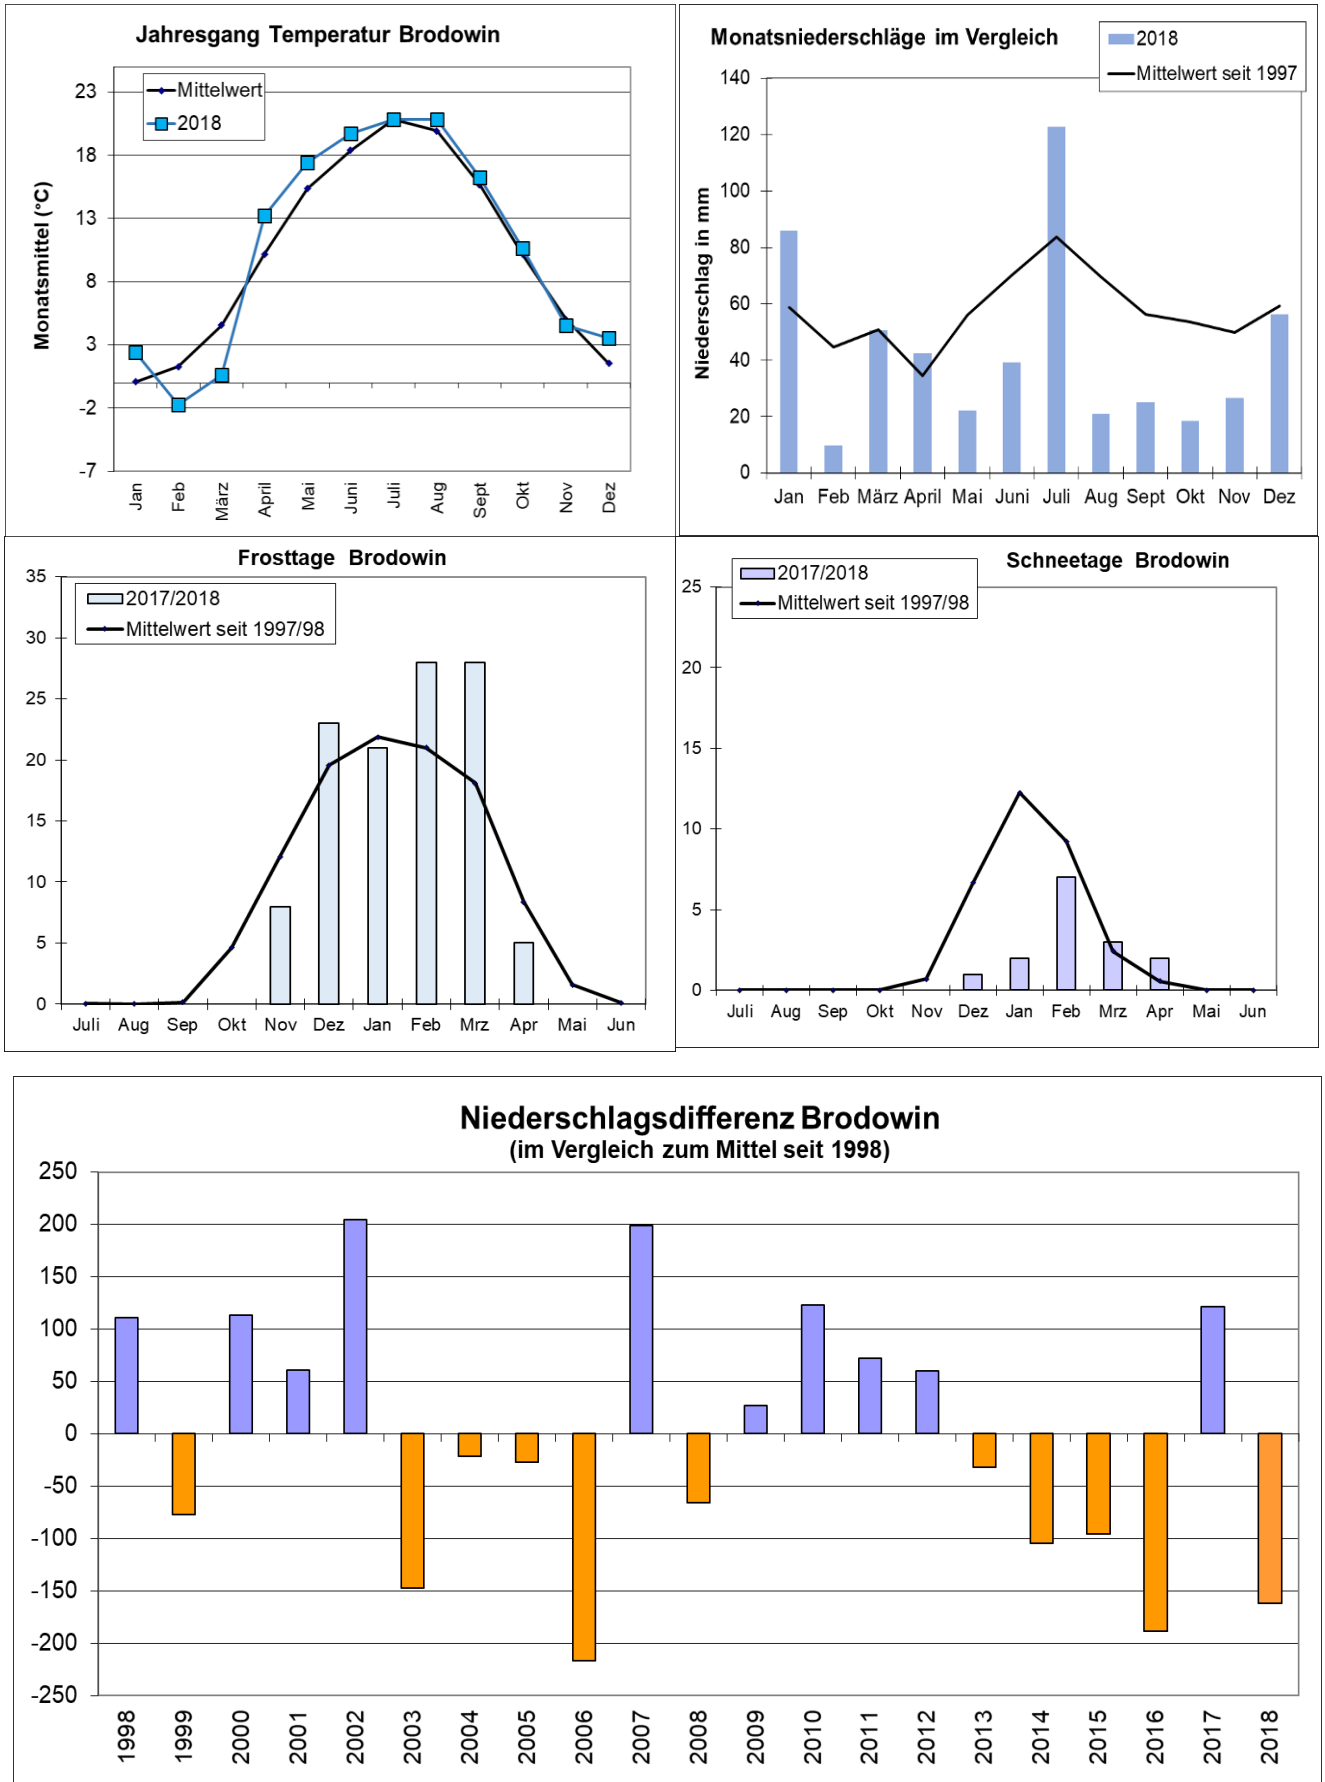 Jahresgang Temperatur Brodowin
Mittelwert
2018
Monatsmittel (°C)
23
18
13
8
3
-2
-7
Jan
Feb
März
April
Mai
Juni
Juli
Aug
Sept
Okt
Nov
Dez
Monatsniederschläge im Vergleich
2018
Mittelwert seit 1997
Niederschlag in mm
140
120
100
80
60
40
20
0
Jan Feb März April Mai Juni Juli Aug Sept Okt Nov Dez
Frosttage Brodowin
2017/2018
Mittelwert seit 1997/98
35
30
25
20
15
10
5
0
Juli Aug Sep Okt Nov Dez Jan Feb Mrz Apr Mai Jun
Schneetage Brodowin
2017/2018
Mittelwert seit 1997/98
25
20
15
10
5
0
Juli Aug Sep Okt Nov Dez Jan Feb Mrz Apr Mai Jun
Niederschlagsdifferenz Brodowin
(im Vergleich zum Mittel seit 1998)
250
200
150
100
50
0
-50
-100
-150
-200
-250
1998
1999
2000
2001
2002
2003
2004
2005
2006
2007
2008
2009
2010
2011
2012
2013
2014
2015
2016
2017
2018